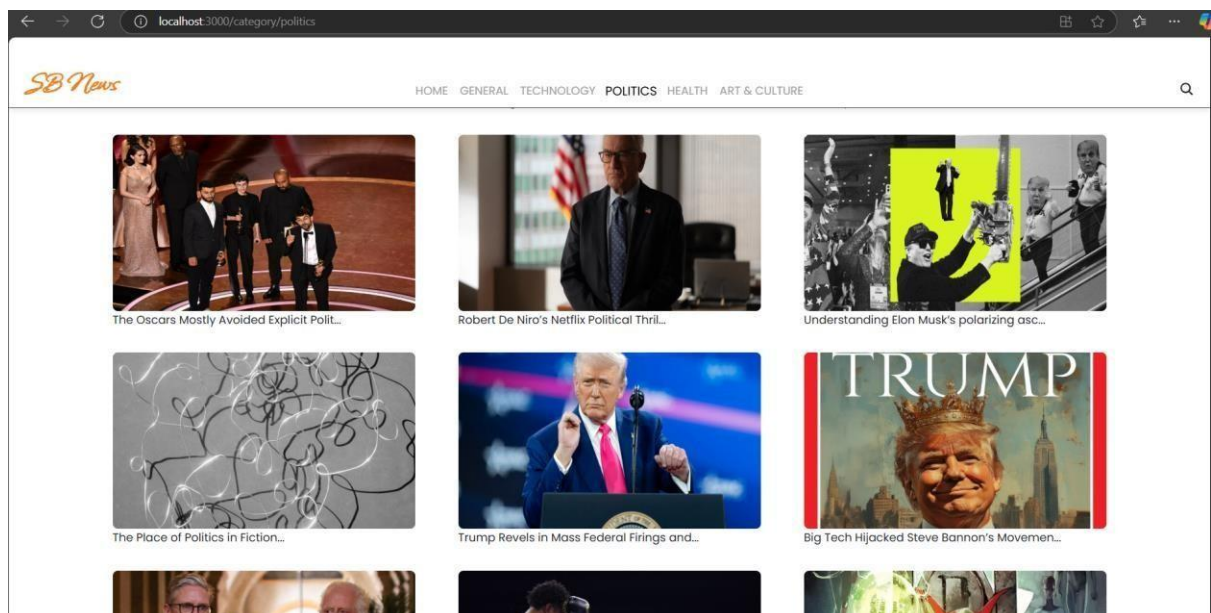 localhost:3000/category/politics
SB News
HOME GENERAL TECHNOLOGY POLITICS HEALTH ART & CULTURE
The Oscars Mostly Avoided Explicit Polit...
Robert De Niro's Netflix Political Thril...
Understanding Elon Musk's polarizing asc...
TRUMP
The Place of Politics in Fiction...
Trump Revels in Mass Federal Firings and...
Big Tech Hijacked Steve Bannon's Movemen...